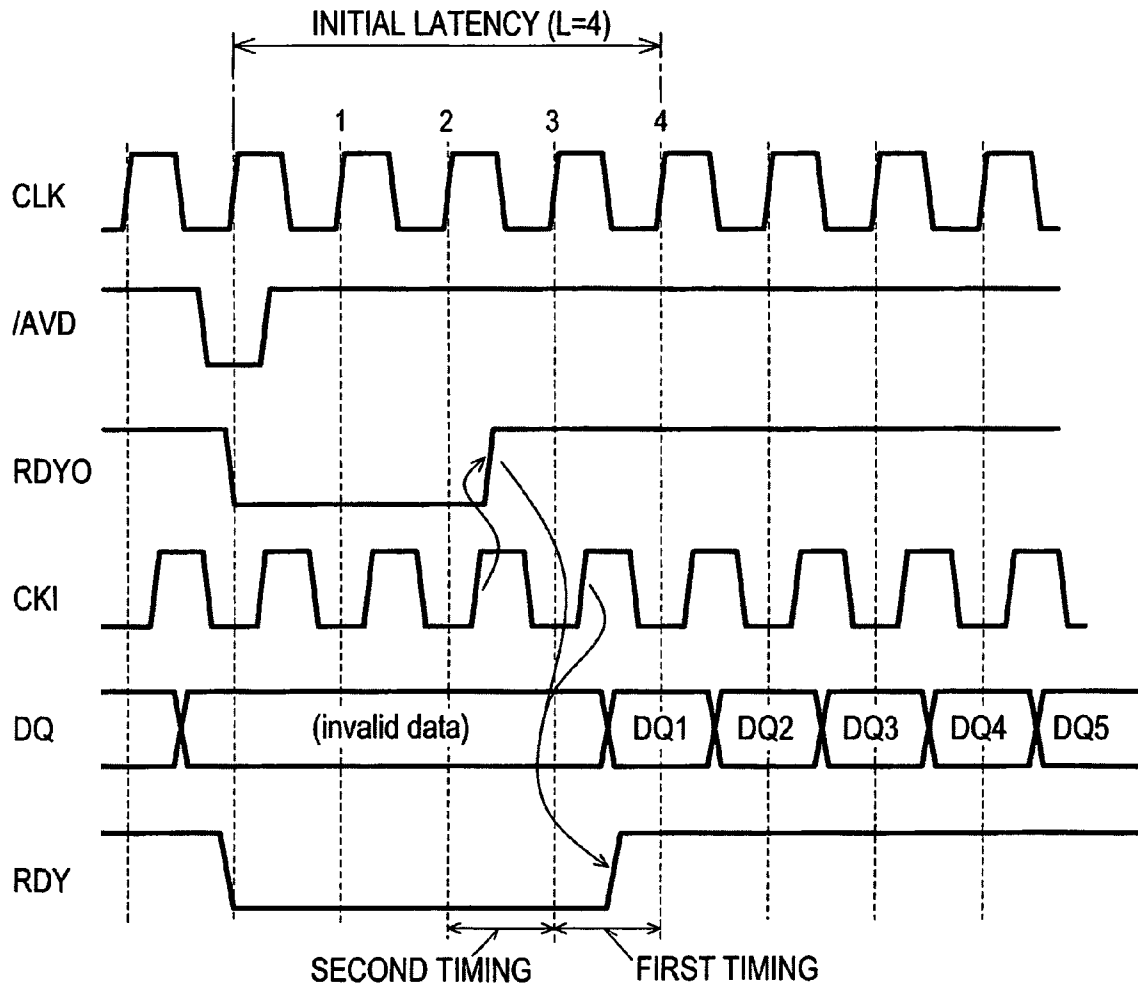 INITIAL LATENCY (L=4)
1 2 3 4
CLK
/AVD
RDYO
CKI
DQ (invalid data) DQ1 DQ2 DQ3 DQ4 DQ5
RDY
SECOND TIMING FIRST TIMING